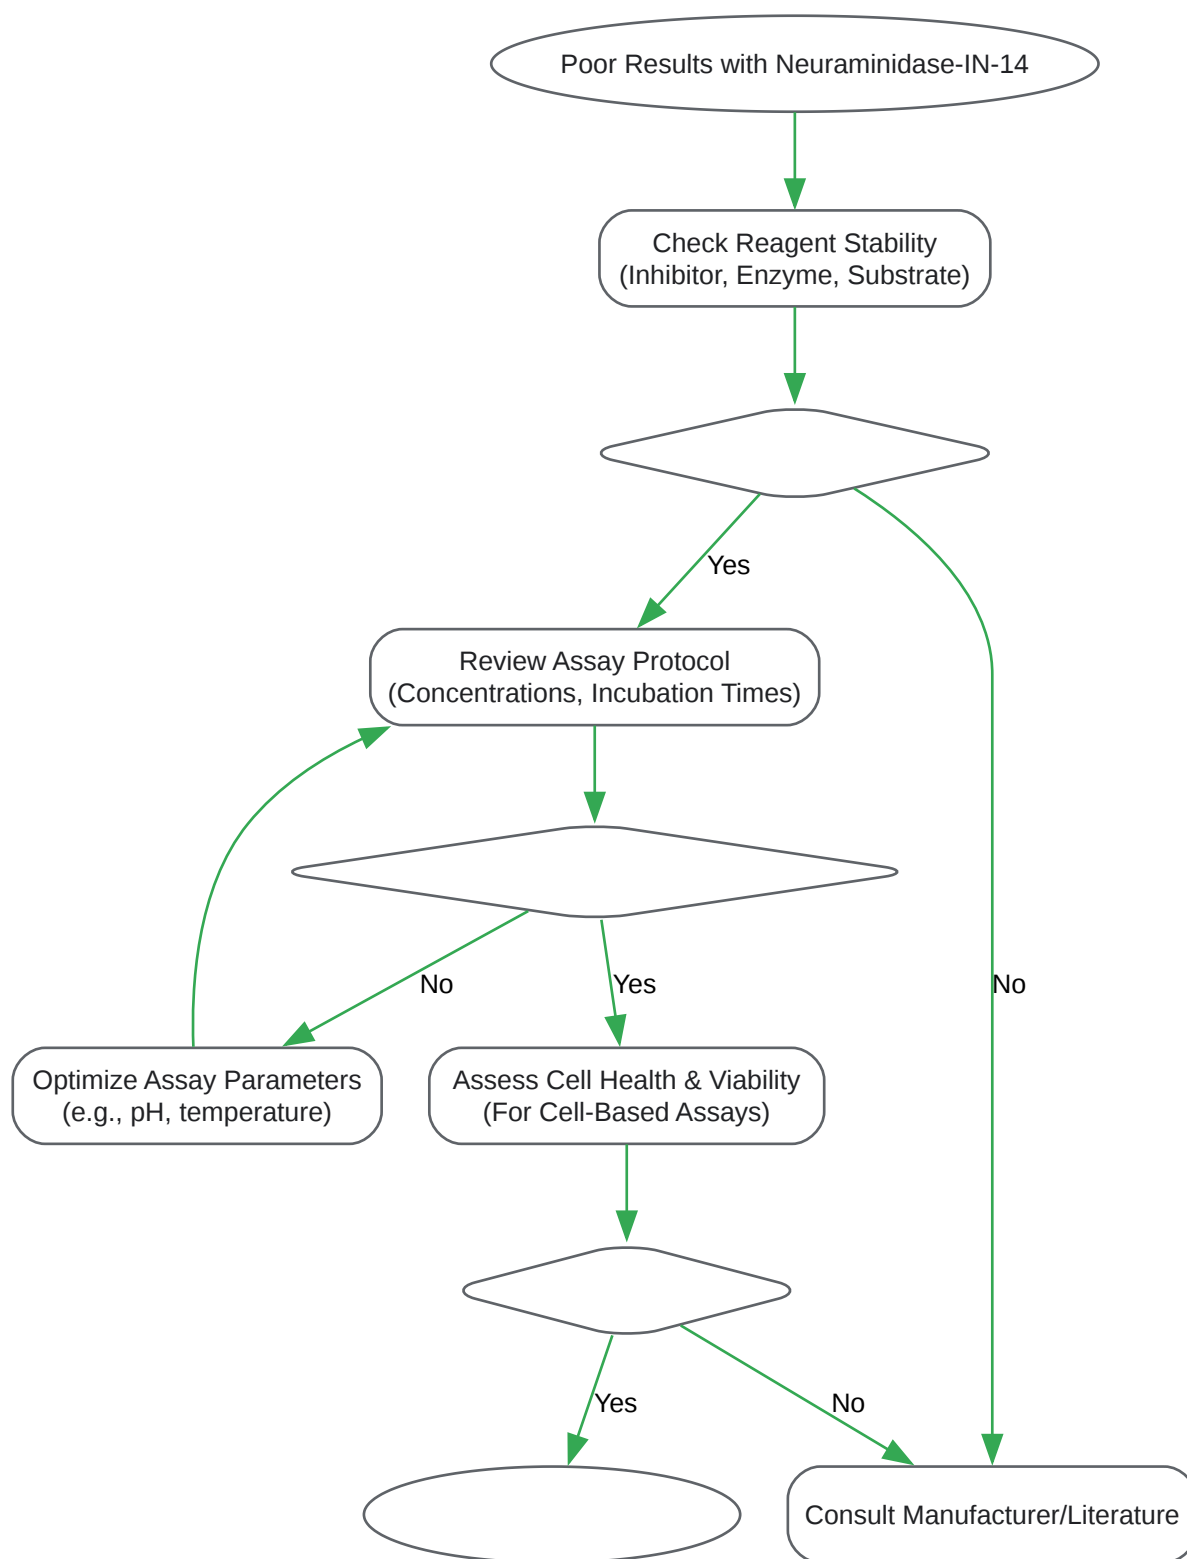 Poor Results with Neuraminidase-IN-14
Check Reagent Stability
(Inhibitor, Enzyme, Substrate)
Yes
Review Assay Protocol
(Concentrations, Incubation Times)
No
Yes
No
Optimize Assay Parameters
(e.g., pH, temperature)
Assess Cell Health & Viability
(For Cell-Based Assays)
Yes
No
Consult Manufacturer/Literature